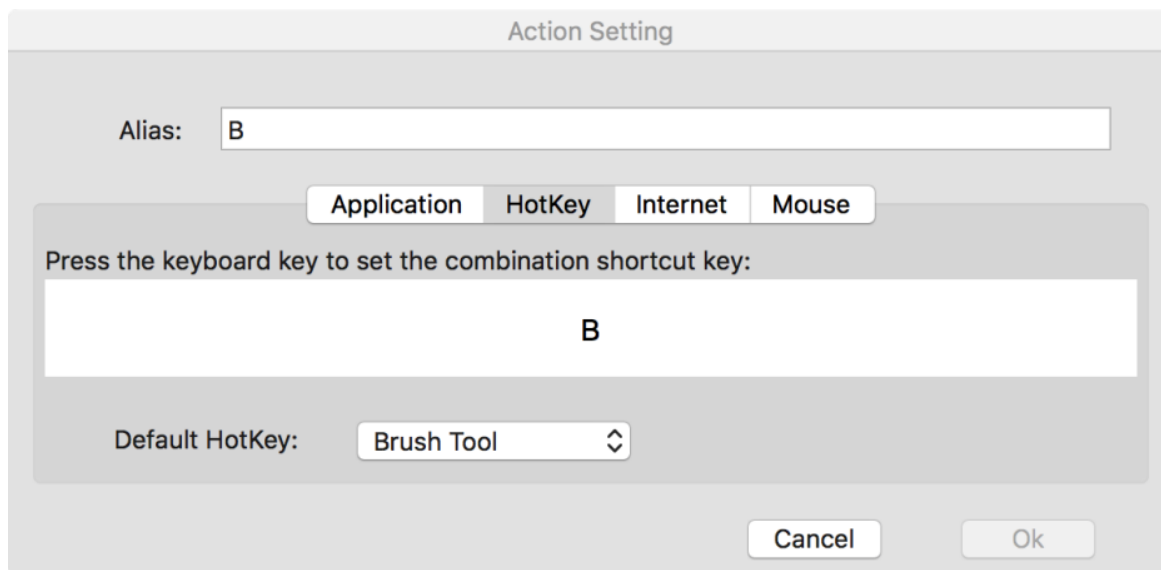 Action Setting
Alias: B
Application HotKey Internet Mouse
Press the keyboard key to set the combination shortcut key:
B
Default HotKey: Brush Tool
Cancel Ok